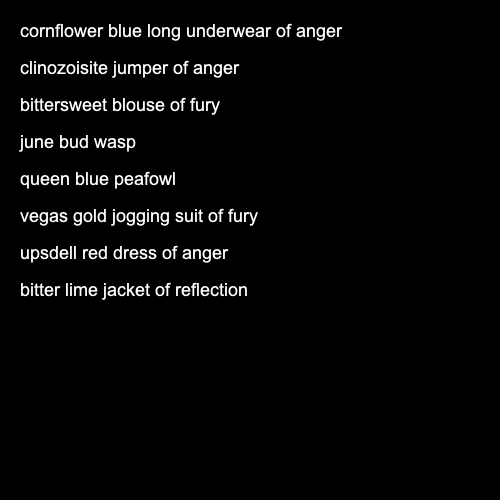 cornflower blue long underwear of anger
clinozoisite jumper of anger
bittersweet blouse of fury
june bud wasp
queen blue peafowl
vegas gold jogging suit of fury
upsdell red dress of anger
bitter lime jacket of reflection